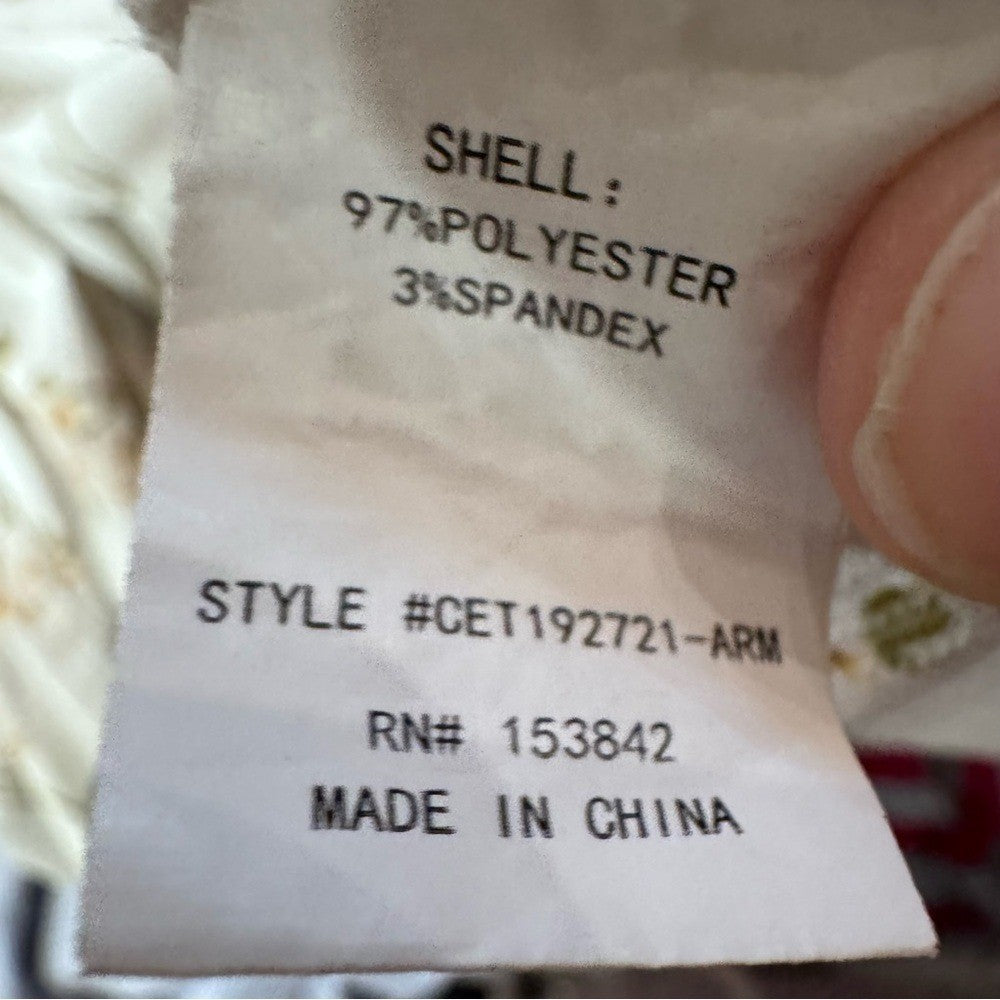 SHELL:
97%POLYESTER
3%SPANDEX
STYLE #CET192721-ARM
RN# 153842
MADE IN CHINA